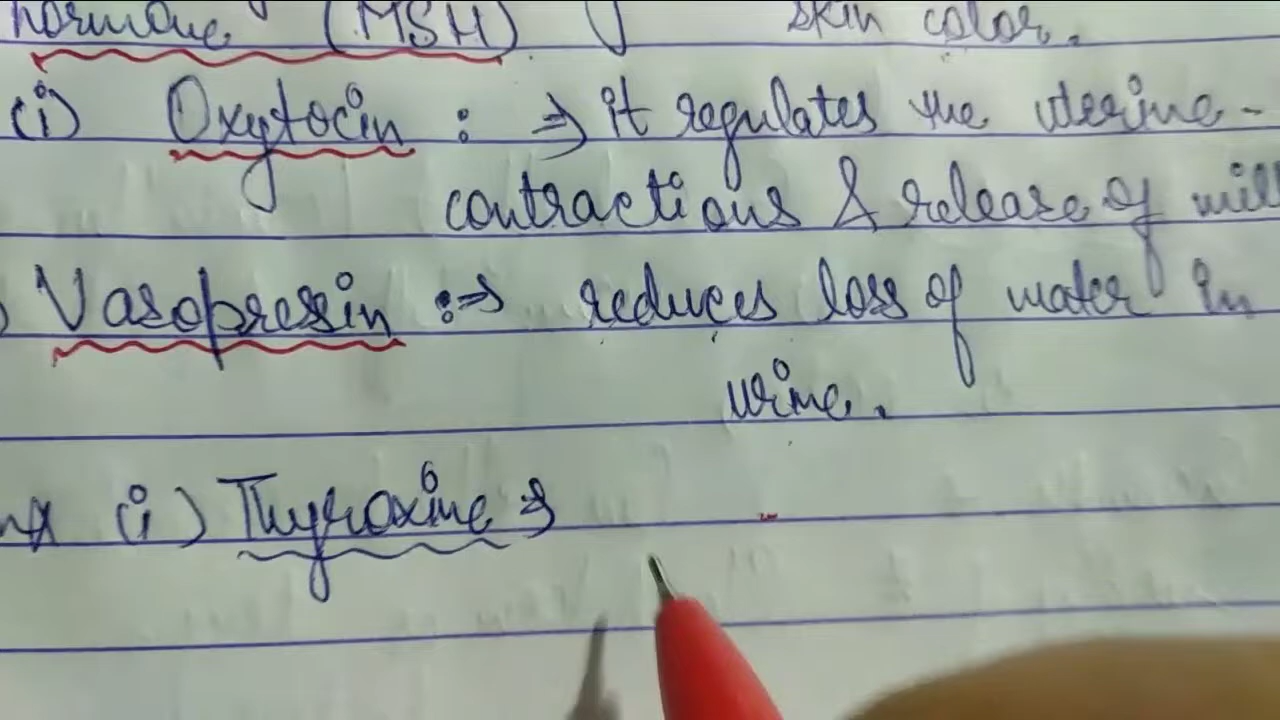 hormone (MSH) skin color.
(i) Oxytocin : ⇒ it regulates the uterine -
contractions & release of mil
) Vasopressin :⇒ reduces loss of water in
urine.
(i) Thyroxine ⇒